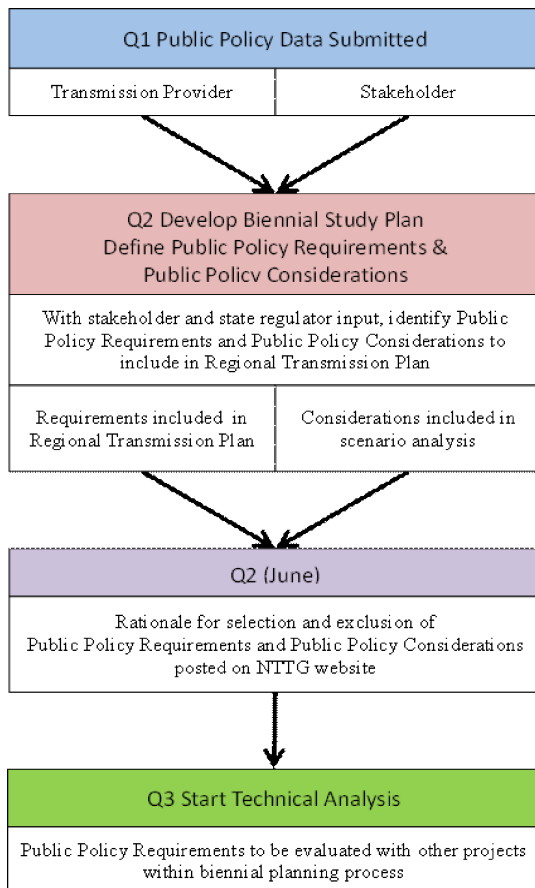 Q1 Public Policy Data Submitted
Transmission Provider
Stakeholder
Q2 Develop Biennial Study Plan
Define Public Policy Requirements &
Public Policy Considerations
With stakeholder and state regulator input, identify Public
Policy Requirements and Public Policy Considerations to
include in Regional Transmission Plan
Requirements included in
Regional Transmission Plan
Considerations included in
scenario analysis
Q2 (June)
Rationale for selection and exclusion of
Public Policy Requirements and Public Policy Considerations
posted on NTTG website
Q3 Start Technical Analysis
Public Policy Requirements to be evaluated with other projects
within biennial planning process